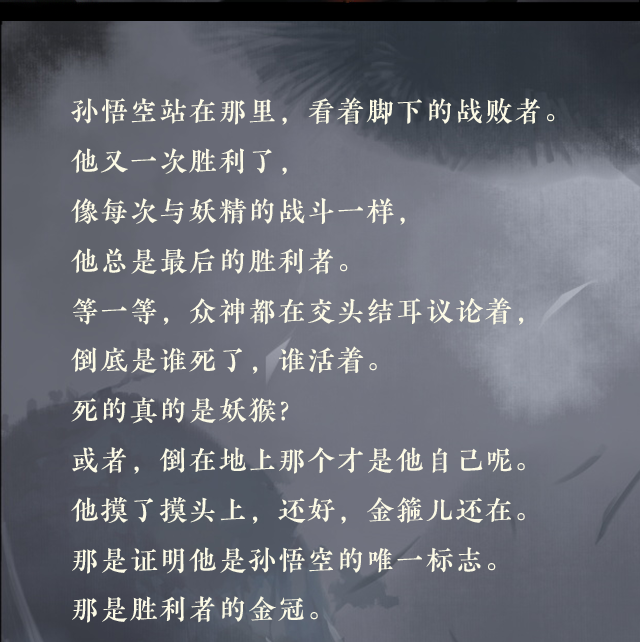 孙悟空站在那里，看着脚下的战败者。
他又一次胜利了，
像每次与妖精的战斗一样，
他总是最后的胜利者。
等一等，众神都在交头结耳议论着，
倒底是谁死了，谁活着。
死的真的是妖猴?
或者，倒在地上那个才是他自己呢。
他摸了摸头上，还好，金箍儿还在。
那是证明他是孙悟空的唯一标志。
那是胜利者的金冠。